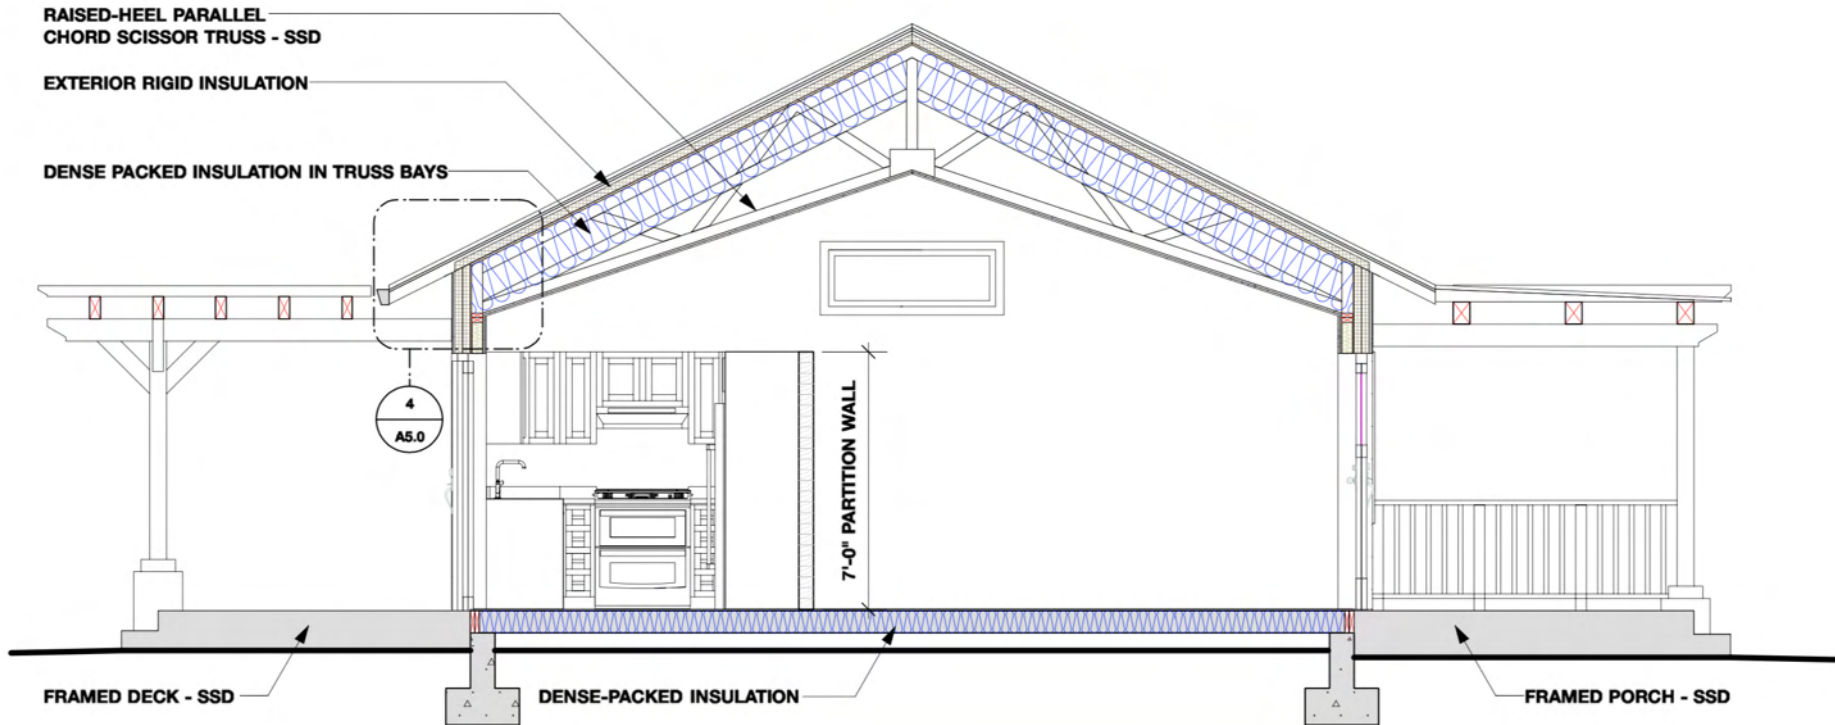 RAISED-HEEL PARALLEL
CHORD SCISSOR TRUSS - SSD
EXTERIOR RIGID INSULATION
DENSE PACKED INSULATION IN TRUSS BAYS
4
A5.0
7'-0" PARTITION WALL
FRAMED DECK - SSD
DENSE-PACKED INSULATION
FRAMED PORCH - SSD